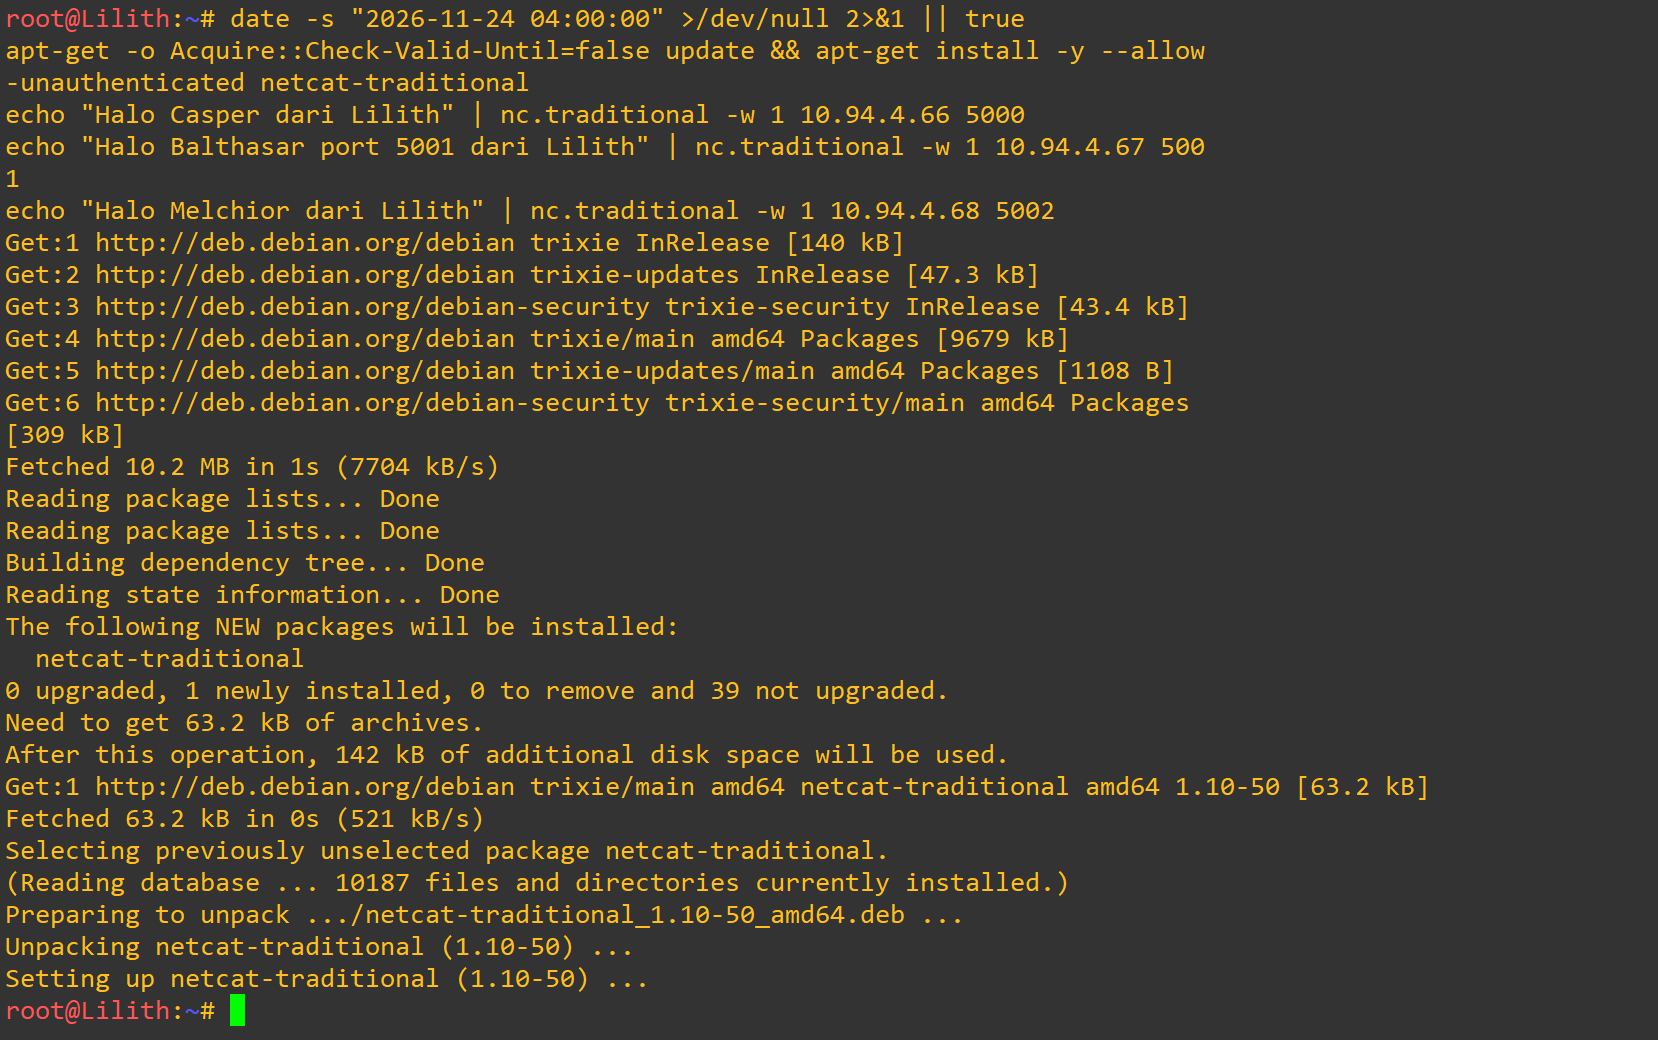 root@Lilith:~# date -s "2026-11-24 04:00:00" >/dev/null 2>&1 || true
apt-get -o Acquire::Check-Valid-Until=false update && apt-get install -y --allow
-unauthenticated netcat-traditional
echo "Halo Casper dari Lilith" | nc.traditional -w 1 10.94.4.66 5000
echo "Halo Balthasar port 5001 dari Lilith" | nc.traditional -w 1 10.94.4.67 500
1
echo "Halo Melchior dari Lilith" | nc.traditional -w 1 10.94.4.68 5002
Get:1 http://deb.debian.org/debian trixie InRelease [140 kB]
Get:2 http://deb.debian.org/debian trixie-updates InRelease [47.3 kB]
Get:3 http://deb.debian.org/debian-security trixie-security InRelease [43.4 kB]
Get:4 http://deb.debian.org/debian trixie/main amd64 Packages [9679 kB]
Get:5 http://deb.debian.org/debian trixie-updates/main amd64 Packages [1108 B]
Get:6 http://deb.debian.org/debian-security trixie-security/main amd64 Packages
[309 kB]
Fetched 10.2 MB in 1s (7704 kB/s)
Reading package lists... Done
Reading package lists... Done
Building dependency tree... Done
Reading state information... Done
The following NEW packages will be installed:
  netcat-traditional
0 upgraded, 1 newly installed, 0 to remove and 39 not upgraded.
Need to get 63.2 kB of archives.
After this operation, 142 kB of additional disk space will be used.
Get:1 http://deb.debian.org/debian trixie/main amd64 netcat-traditional amd64 1.10-50 [63.2 kB]
Fetched 63.2 kB in 0s (521 kB/s)
Selecting previously unselected package netcat-traditional.
(Reading database ... 10187 files and directories currently installed.)
Preparing to unpack .../netcat-traditional_1.10-50_amd64.deb ...
Unpacking netcat-traditional (1.10-50) ...
Setting up netcat-traditional (1.10-50) ...
root@Lilith:~#